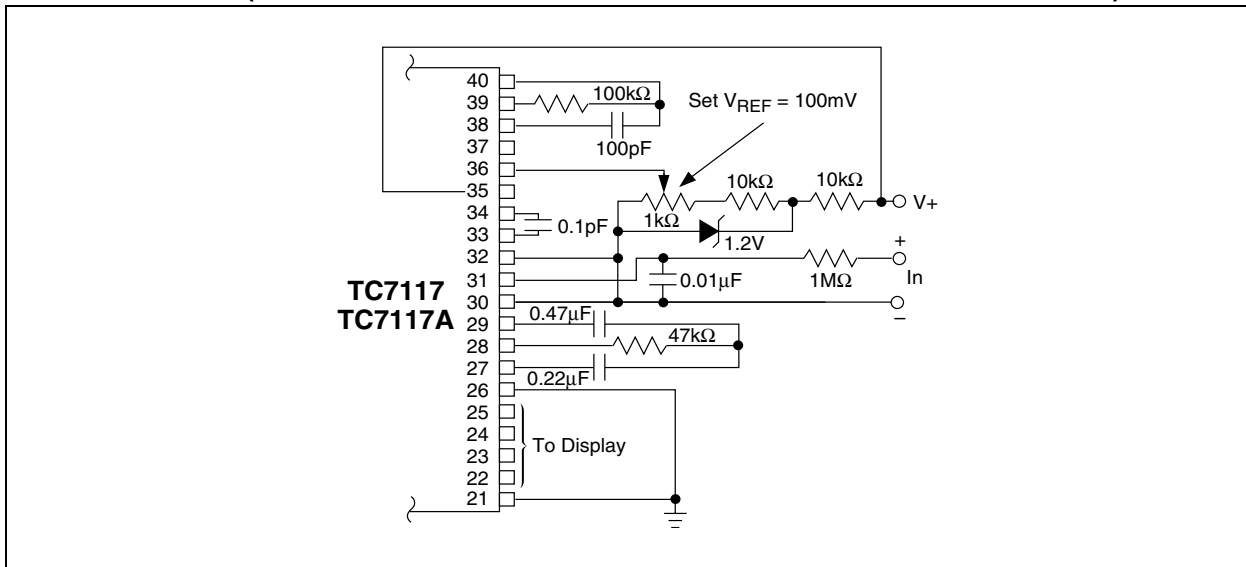 40
39
38
37
36
35
34
33
32
31
30
29
28
27
26
25
24
23
22
21
TC7117
TC7117A
100kΩ
100pF
Set VREF = 100mV
10kΩ
10kΩ
V+
1kΩ
1.2V
0.1pF
+
In
–
0.01μF
1MΩ
0.47μF
47kΩ
0.22μF
To Display